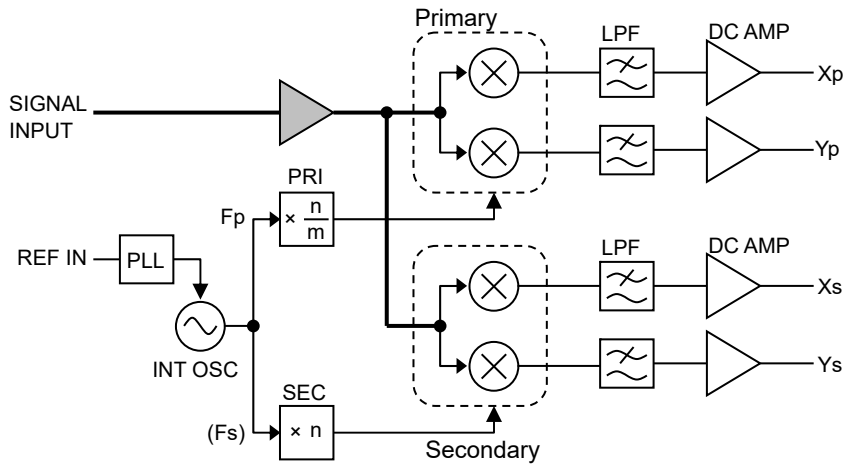 Primary
LPF
DC AMP
Xp
SIGNAL
INPUT
Yp
PRI
Fp
× n
m
REF IN
PLL
LPF
DC AMP
Xs
INT OSC
Ys
SEC
(Fs)
× n
Secondary